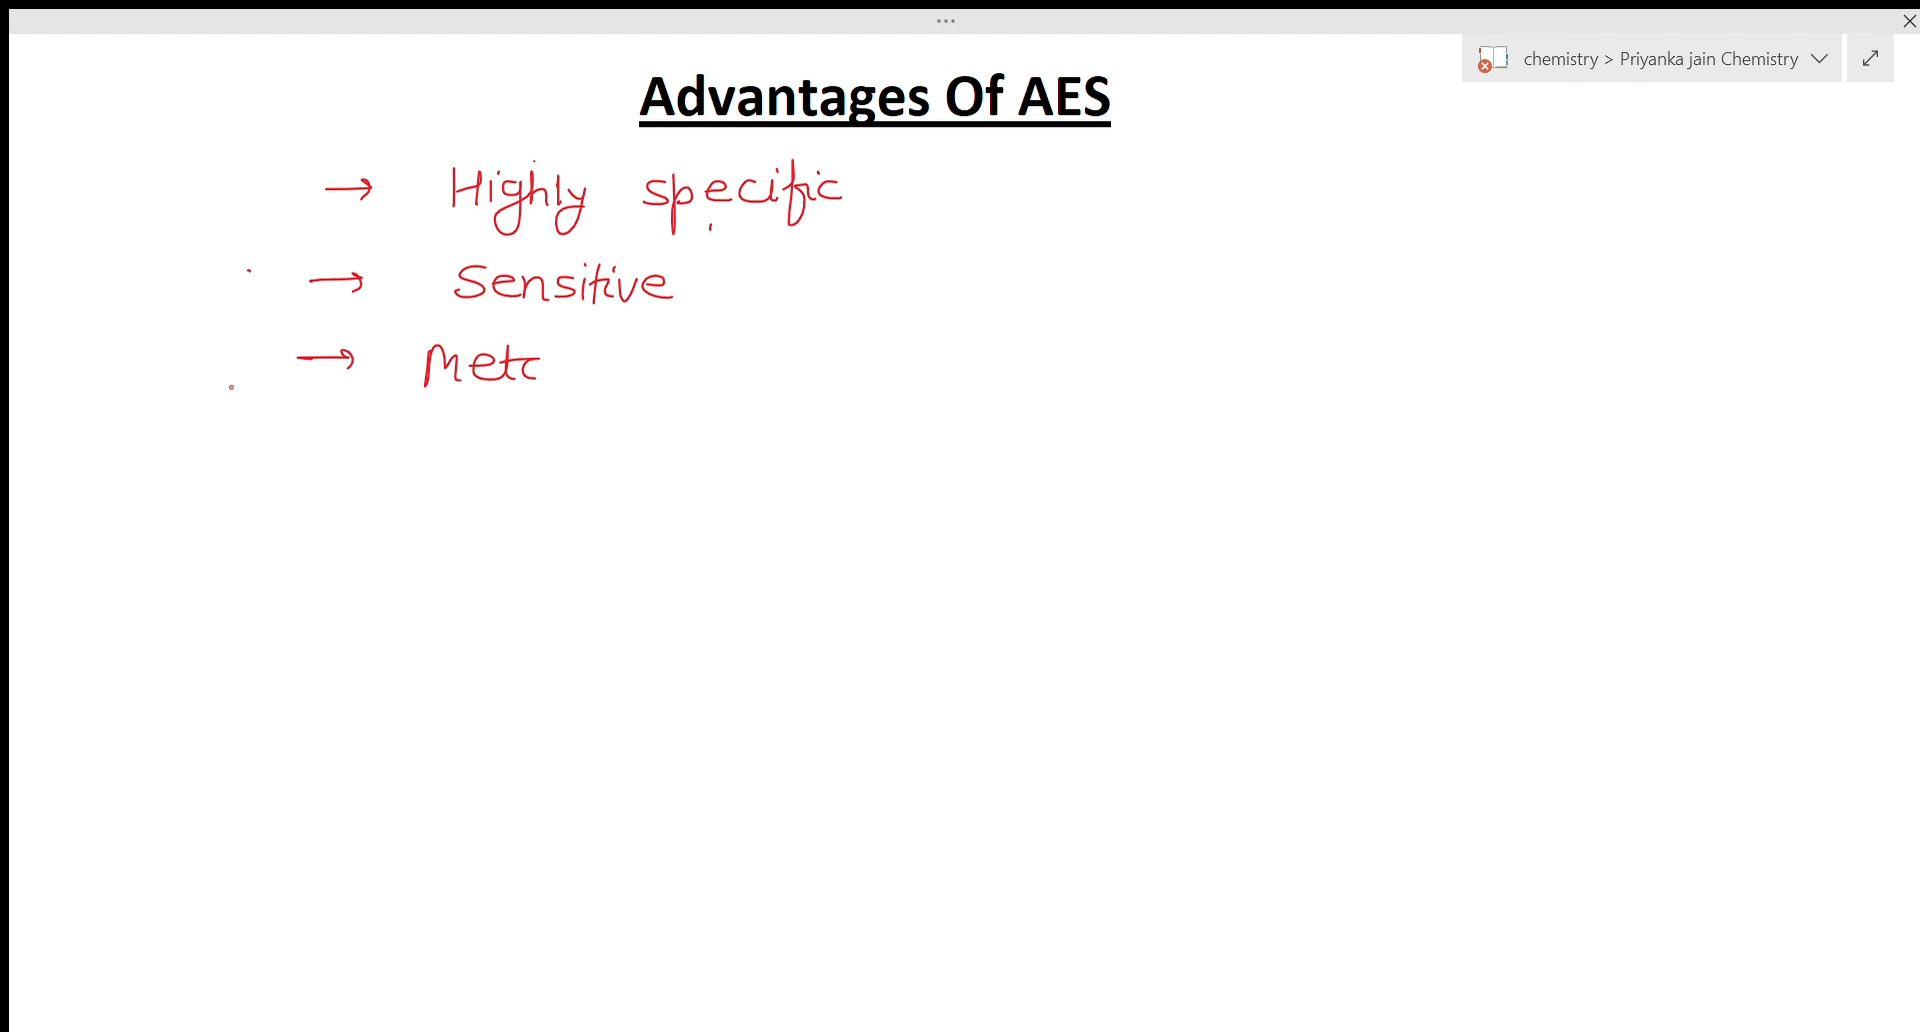 chemistry > Priyanka jain Chemistry
Advantages Of AES
→ Highly specific
→ Sensitive
→ Metc